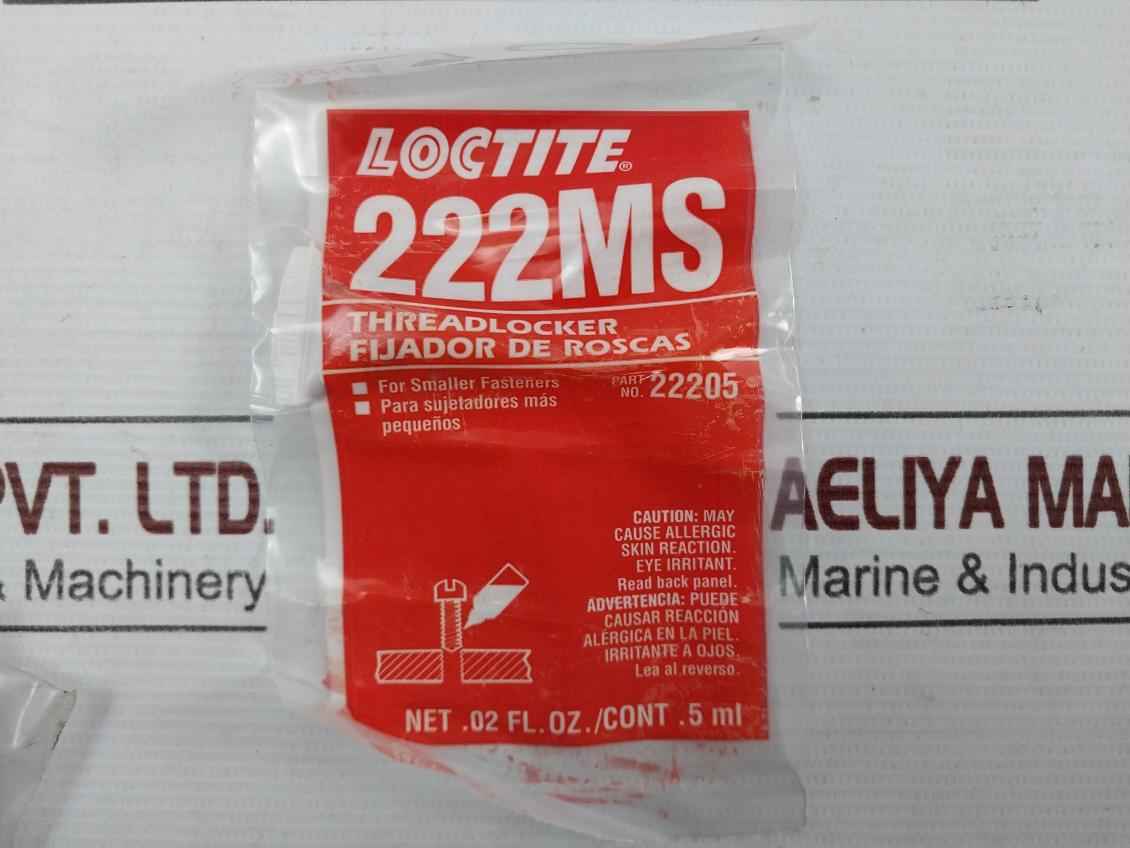 LOCTITE®
222MS
THREADLOCKER
FIJADOR DE ROSCAS
For Smaller Fasteners
Para sujetadores más
pequeños
PART
NO. 22205
CAUTION: MAY
CAUSE ALLERGIC
SKIN REACTION.
EYE IRRITANT.
Read back panel.
ADVERTENCIA: PUEDE
CAUSAR REACCIÓN
ALÉRGICA EN LA PIEL.
IRRITANTE A OJOS.
Lea al reverso.
NET .02 FL. OZ./CONT .5 ml
PVT. LTD.
& Machinery
AELIYA MA
Marine & Indus